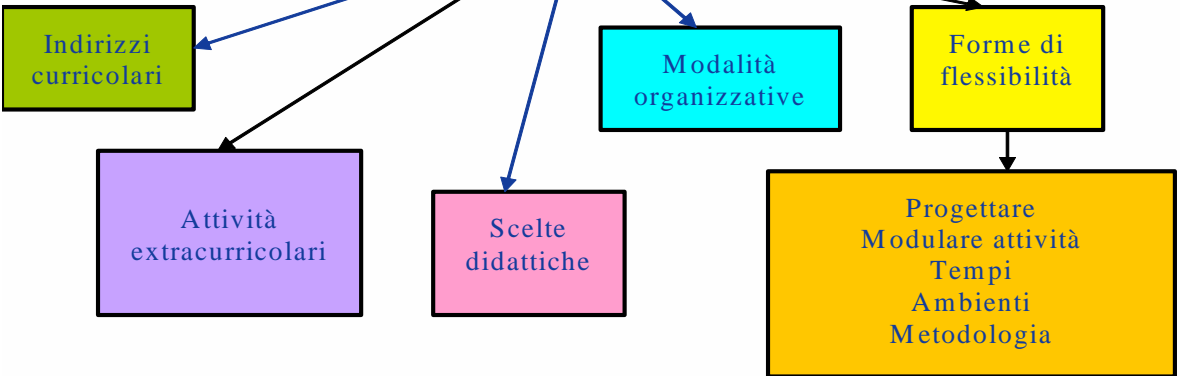 Indirizzi
curricolari
Modalità
organizzative
Forme di
flessibilità
Attività
extracurricolari
Scelte
didattiche
Progettare
Modulare attività
Tempi
Ambienti
Metodologia